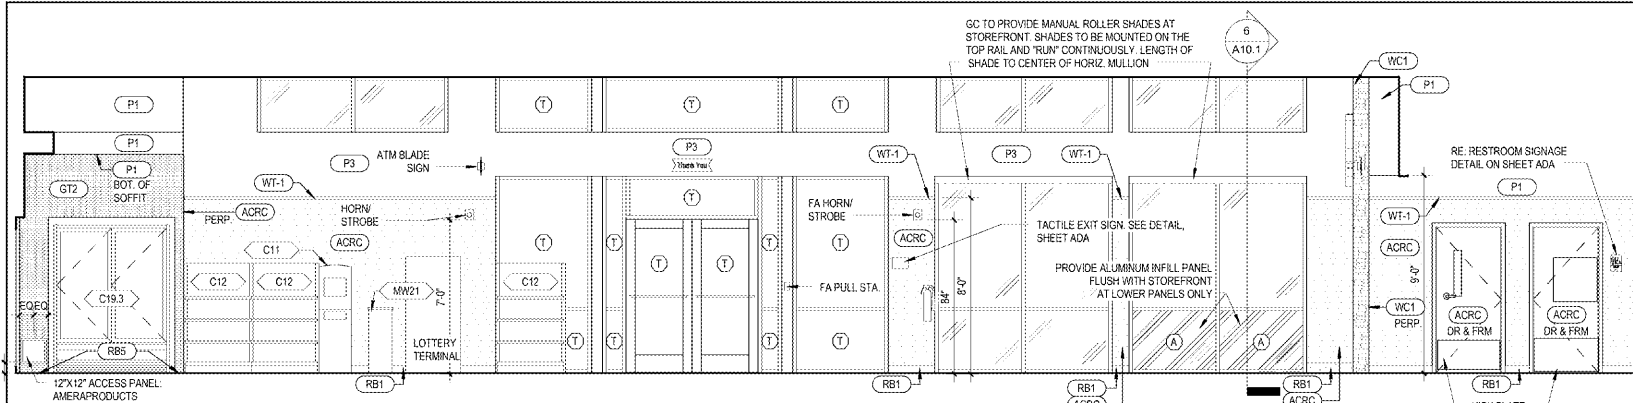 GC TO PROVIDE MANUAL ROLLER SHADES AT
STOREFRONT. SHADES TO BE MOUNTED ON THE
TOP RAIL AND "RUN" CONTINUOUSLY. LENGTH OF
SHADE TO CENTER OF HORIZ. MULLION
6
A10.1
WC1
P1
P1
P1
P1
BOT. OF
SOFFIT
GT2
P3
ATM BLADE
SIGN
T
T
T
P3
Thank You
WT-1
P3
WT-1
RE: RESTROOM SIGNAGE
DETAIL ON SHEET ADA
P1
WT-1
PERP.
ACRC
HORN/
STROBE
ACRC
C11
C12
C12
C19.3
EQ.
EQ.
MW21
7'-0"
LOTTERY
TERMINAL
T
T
T
C12
T
T
T
T
T
T
T
FA HORN/
STROBE
T
FA PULL STA.
T
ACRC
TACTILE EXIT SIGN. SEE DETAIL,
SHEET ADA
84"
8'-0"
PROVIDE ALUMINUM INFILL PANEL
FLUSH WITH STOREFRONT
AT LOWER PANELS ONLY
A
A
WT-1
ACRC
9'-0"
WC1
PERP.
ACRC
DR & FRM
ACRC
DR & FRM
RB5
12"X12" ACCESS PANEL:
AMERAPRODUCTS
RB1
RB1
RB1
RB1
ACRC
RB1
RB1